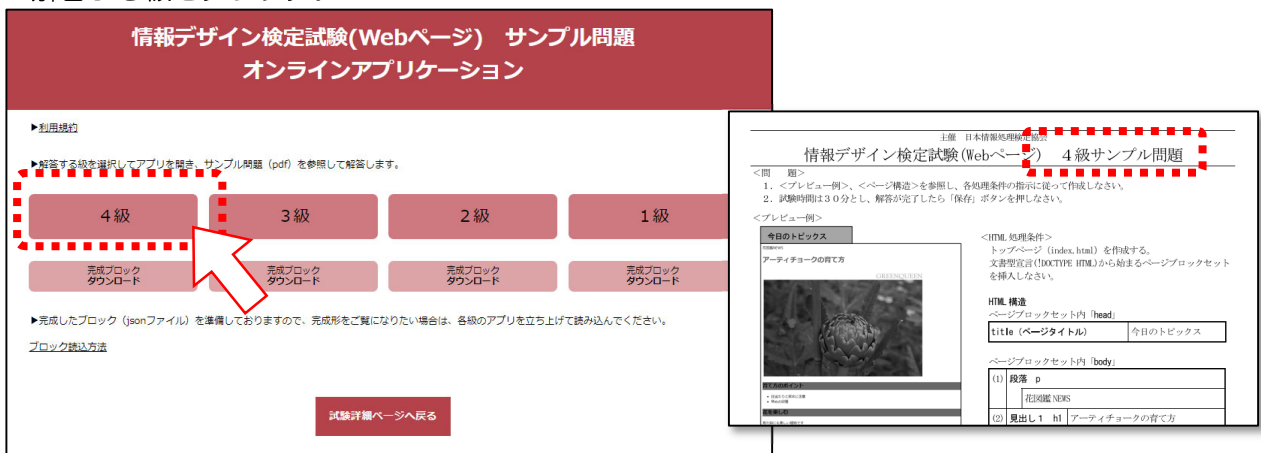 情報デザイン検定試験(Webページ) サンプル問題
オンラインアプリケーション
▶利用規約
▶解答する級を選択してアプリを開き、サンプル問題（pdf）を参照して解答します。
4級
3級
2級
1級
完成ブロック
ダウンロード
完成ブロック
ダウンロード
完成ブロック
ダウンロード
完成ブロック
ダウンロード
▶完成したブロック（jsonファイル）を準備しておりますので、完成形をご覧になりたい場合は、各級のアプリを立ち上げて読み込んでください。
ブロック読込方法
試験詳細ページへ戻る
主催 日本情報処理検定協会
情報デザイン検定試験(Webページ) 4級サンプル問題
<問 題>
1．<プレビュー例>、<ページ構造>を参照し、各処理条件の指示に従って作成しなさい。
2．試験時間は３０分とし、解答が完了したら「保存」ボタンを押しなさい。
<プレビュー例>
今日のトピックス
花図鑑NEWS
アーティチョークの育て方
GREENQUEEN
育て方のポイント
花を楽しむ
<HTML 処理条件>
トップページ（index.html）を作成する。
文書型宣言(!DOCTYPE HTML)から始まるページブロックセット
を挿入しなさい。
HTML 構造
ページブロックセット内「head」
title（ページタイトル） 今日のトピックス
ページブロックセット内「body」
(1) 段落 p
花図鑑 NEWS
(2) 見出し1 h1 アーティチョークの育て方